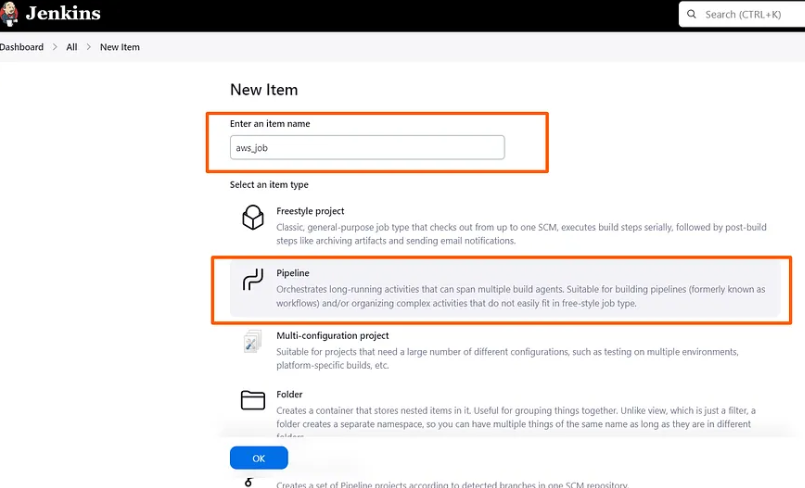 Jenkins
Search (CTRL+K)
Dashboard > All > New Item
New Item
Enter an item name
aws_job
Select an item type
Freestyle project
Classic, general-purpose job type that checks out from up to one SCM, executes build steps serially, followed by post-build
steps like archiving artifacts and sending email notifications.
Pipeline
Orchestrates long-running activities that can span multiple build agents. Suitable for building pipelines (formerly known as
workflows) and/or organizing complex activities that do not easily fit in free-style job type.
Multi-configuration project
Suitable for projects that need a large number of different configurations, such as testing on multiple environments,
platform-specific builds, etc.
Folder
Creates a container that stores nested items in it. Useful for grouping things together. Unlike view, which is just a filter, a
folder creates a separate namespace, so you can have multiple things of the same name as long as they are in different
folders.
OK
Creates a set of Pipeline projects according to detected branches in one SCM repository.